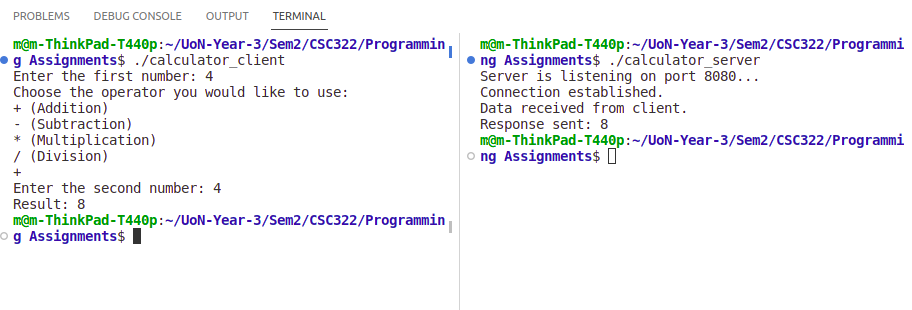 PROBLEMS DEBUG CONSOLE OUTPUT TERMINAL
m@m-ThinkPad-T440p:~/UoN-Year-3/Sem2/CSC322/Programmin
g Assignments$ ./calculator_client
Enter the first number: 4
Choose the operator you would like to use:
+ (Addition)
- (Subtraction)
* (Multiplication)
/ (Division)
+
Enter the second number: 4
Result: 8
m@m-ThinkPad-T440p:~/UoN-Year-3/Sem2/CSC322/Programmin
g Assignments$
m@m-ThinkPad-T440p:~/UoN-Year-3/Sem2/CSC322/Programmi
ng Assignments$ ./calculator_server
Server is listening on port 8080...
Connection established.
Data received from client.
Response sent: 8
m@m-ThinkPad-T440p:~/UoN-Year-3/Sem2/CSC322/Programmi
ng Assignments$